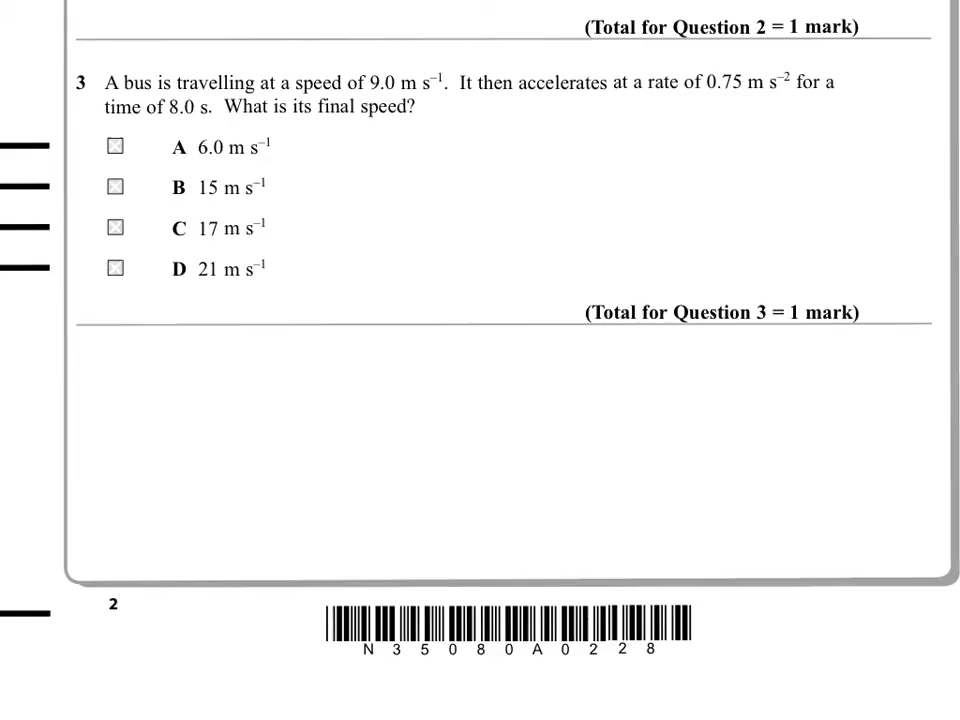 (Total for Question 2 = 1 mark)
3 A bus is travelling at a speed of 9.0 m s⁻¹. It then accelerates at a rate of 0.75 m s⁻² for a
time of 8.0 s. What is its final speed?
A 6.0 m s⁻¹
B 15 m s⁻¹
C 17 m s⁻¹
D 21 m s⁻¹
(Total for Question 3 = 1 mark)
2
N 3 5 0 8 0 A 0 2 2 8